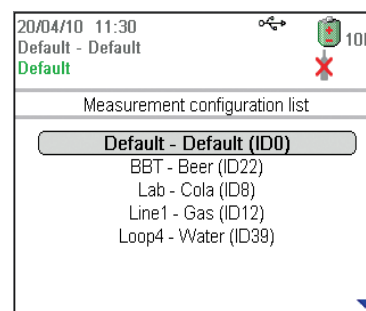 20/04/10 11:30
Default - Default
Default
Measurement configuration list
Default - Default (ID0)
BBT - Beer (ID22)
Lab - Cola (ID8)
Line1 - Gas (ID12)
Loop4 - Water (ID39)